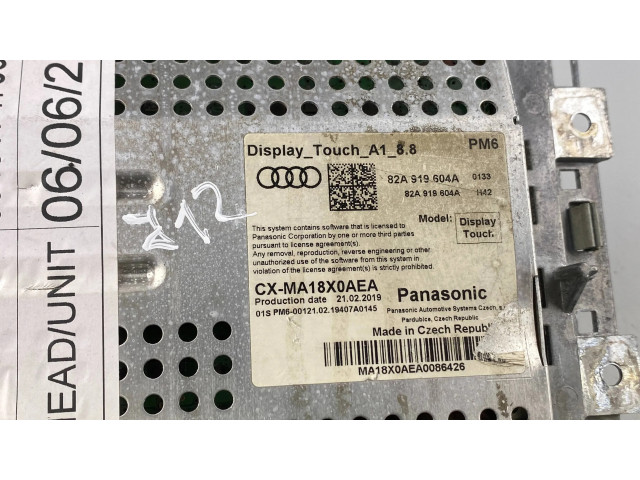 HEAD/UNIT 06/06/2
z12
Display_Touch_A1_8.8 PM6
82A 919 604A 0133
82A 919 604A H42
This system contains software that is licensed to
Panasonic Corporation by one or more third parties
pursuant to license agreement(s).
Any removal, reproduction, reverse engineering or other
unauthorized use of the software from this system in
violation of the license agreement(s) is strictly prohibited.
Model: Display
Touch.
CX-MA18X0AEA
Production date 21.02.2019
01S PM6-00121.02.19407A0145
Panasonic
Panasonic Automotive Systems Czech, s.
Pardubice, Czech Republic
Made in Czech Republi
MA18X0AEA0086426